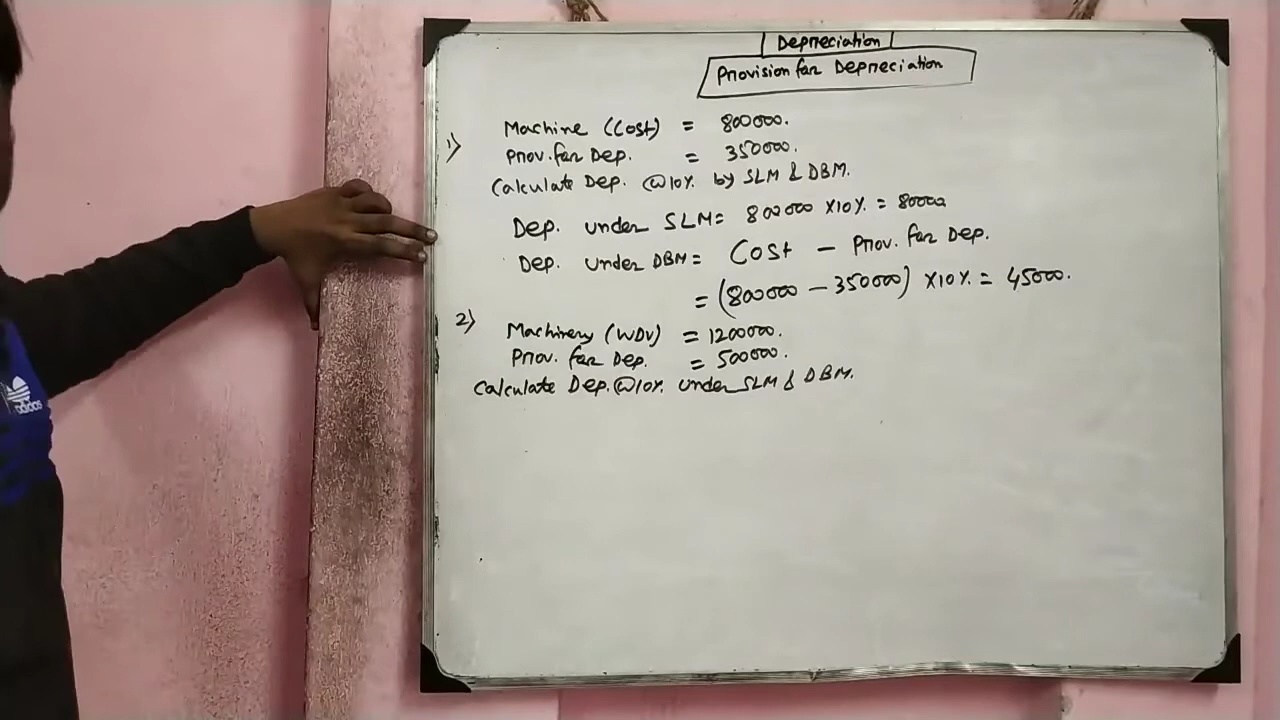 Depreciation
Provision for Depreciation
1) Machine (Cost) = 800000.
Prov. for Dep. = 350000.
Calculate Dep. @10%. by SLM & DBM.
Dep. under SLM = 800000 X10%. = 80000
Dep. under DBM = Cost - Prov. for Dep.
= (800000 - 350000) X10%. = 45000.
2) Machinery (WDV) = 1200000.
Prov. for Dep. = 500000.
Calculate Dep. @10%. under SLM & DBM.
adidas